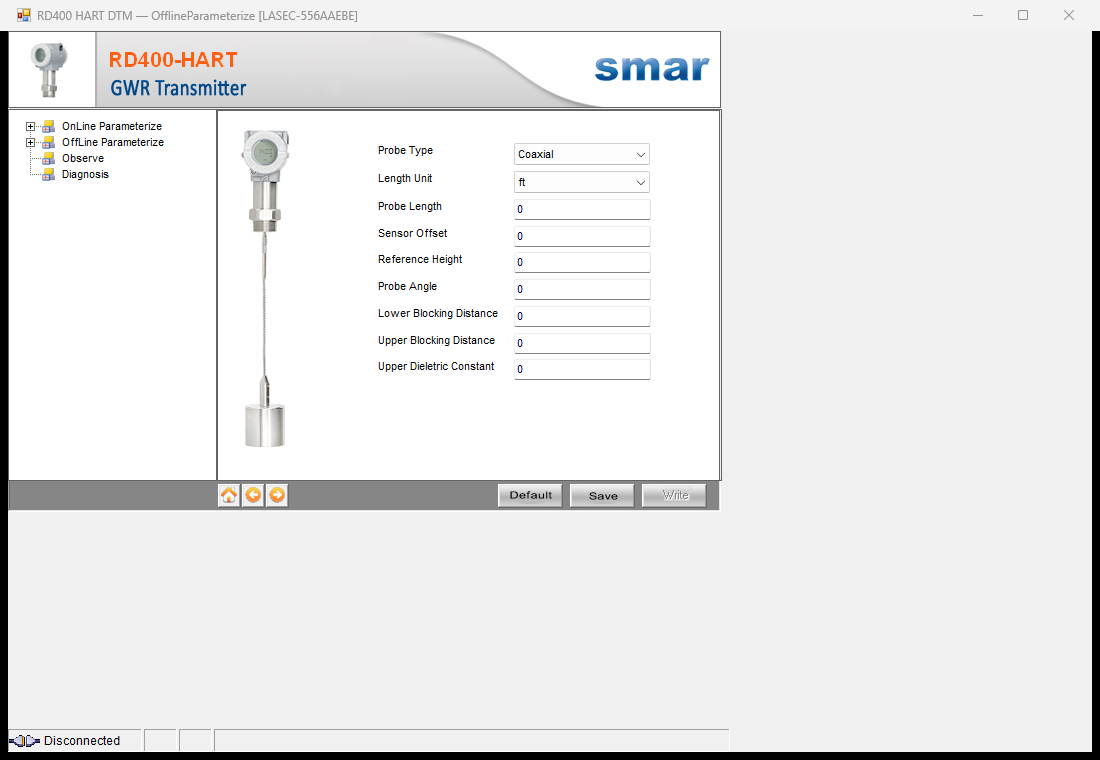 RD400 HART DTM — OfflineParameterize [LASEC-556AAEBE]
RD400-HART
GWR Transmitter
smar
OnLine Parameterize
OffLine Parameterize
Observe
Diagnosis
Probe Type Coaxial
Length Unit ft
Probe Length 0
Sensor Offset 0
Reference Height 0
Probe Angle 0
Lower Blocking Distance 0
Upper Blocking Distance 0
Upper Dieletric Constant 0
Default Save Write
Disconnected